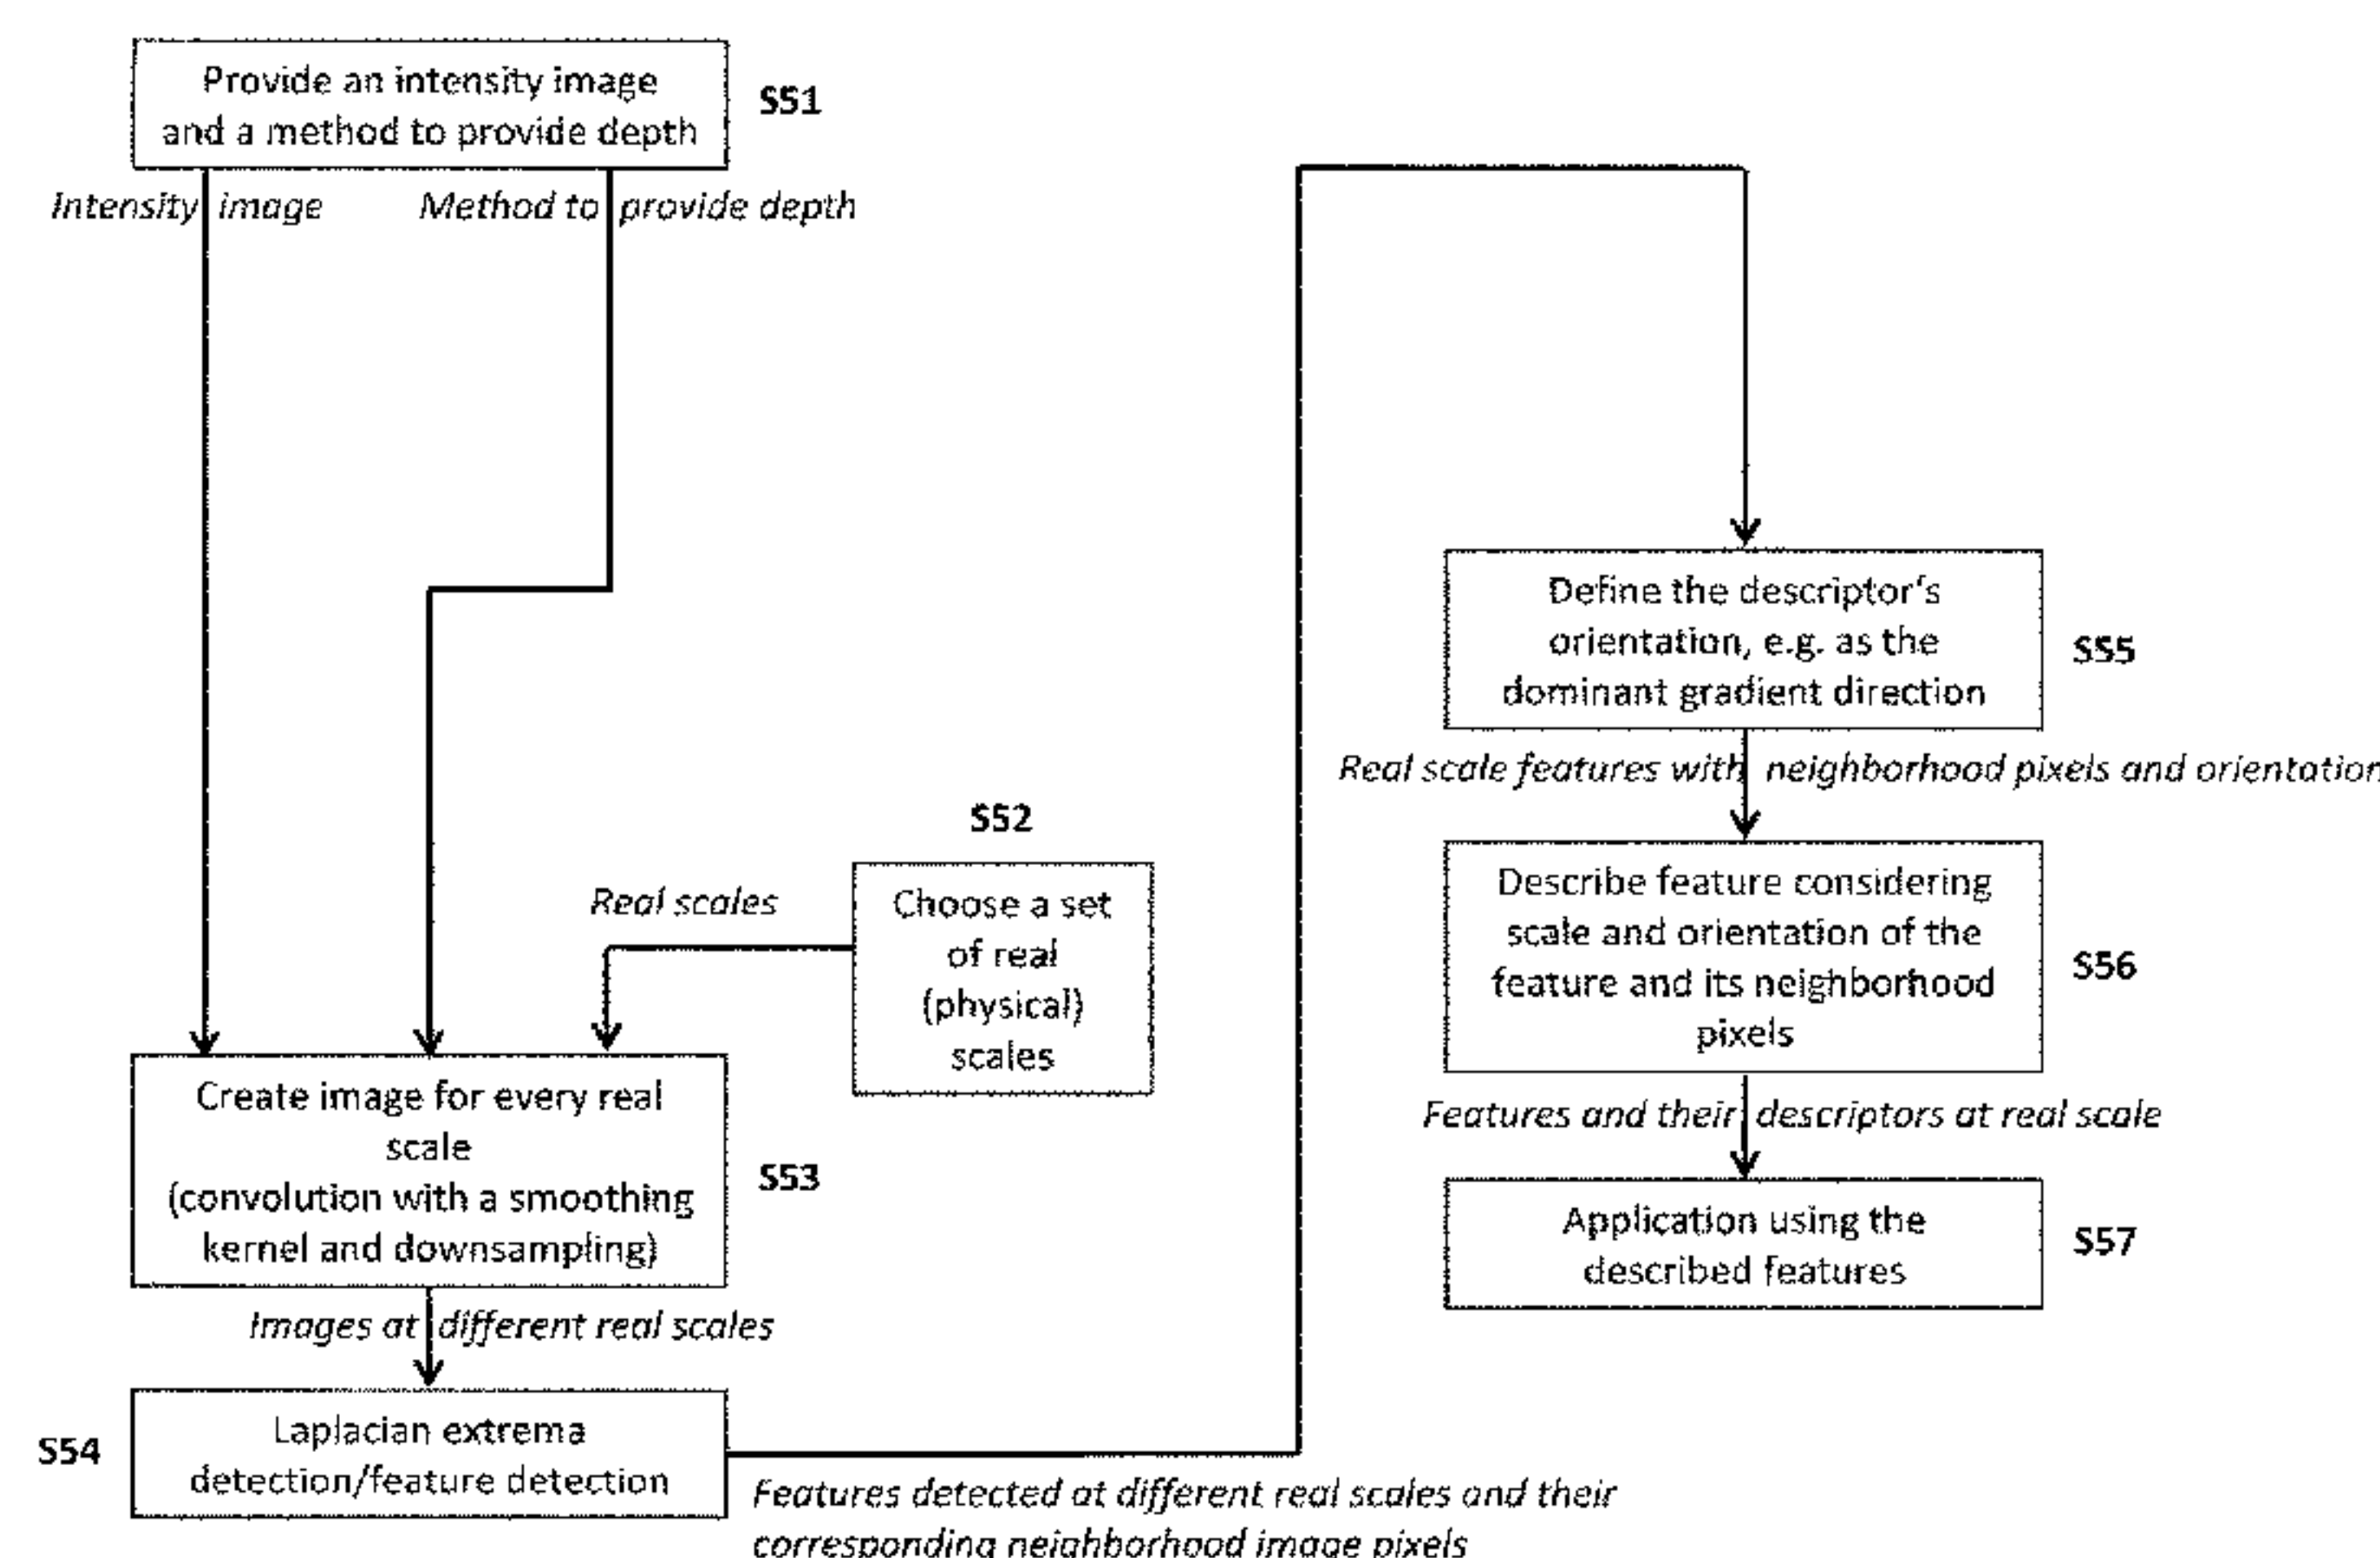 Provide an intensity image
and a method to provide depth
S51
Intensity image
Method to provide depth
S52
Real scales
Choose a set
of real
(physical)
scales
Create image for every real
scale
(convolution with a smoothing
kernel and downsampling)
S53
Images at different real scales
S54
Laplacian extrema
detection/feature detection
Features detected at different real scales and their
corresponding neighborhood image pixels
Define the descriptor's
orientation, e.g. as the
dominant gradient direction
S55
Real scale features with neighborhood pixels and orientation
Describe feature considering
scale and orientation of the
feature and its neighborhood
pixels
S56
Features and their descriptors at real scale
Application using the
described features
S57